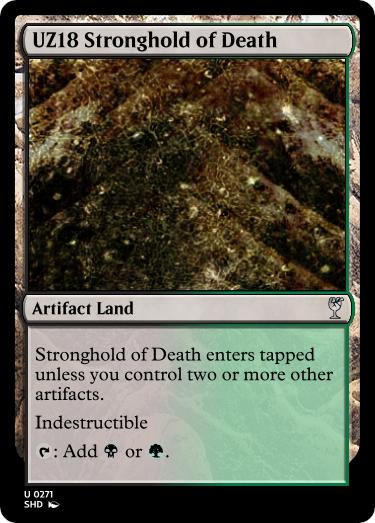 UZ18 Stronghold of Death
Artifact Land
Stronghold of Death enters tapped
unless you control two or more other
artifacts.
Indestructible
: Add or .
U 0271
SHD